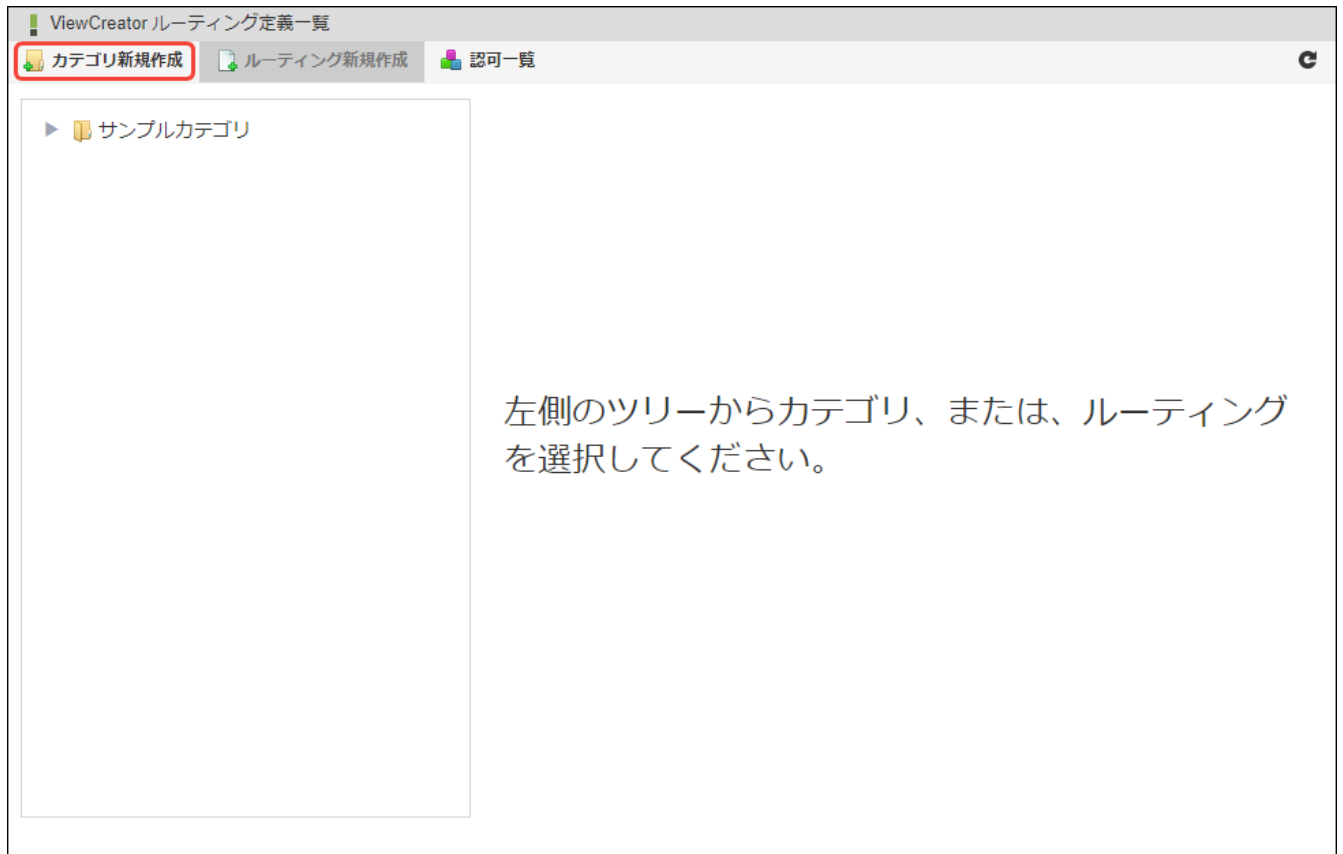 ViewCreator ルーティング定義一覧
カテゴリ新規作成 ルーティング新規作成 認可一覧
サンプルカテゴリ
左側のツリーからカテゴリ、または、ルーティング
を選択してください。